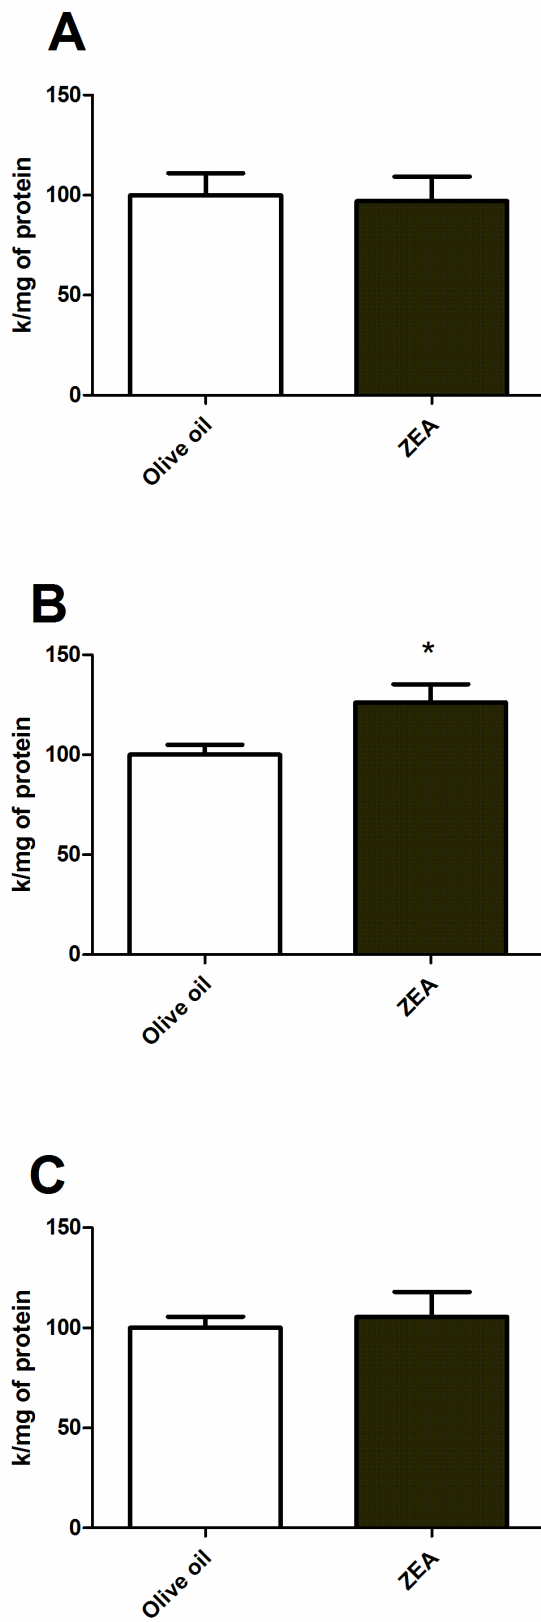 A
150
100
50
0
k/mg of protein
Olive oil
ZEA
B
*
150
100
50
0
k/mg of protein
Olive oil
ZEA
C
150
100
50
0
k/mg of protein
Olive oil
ZEA